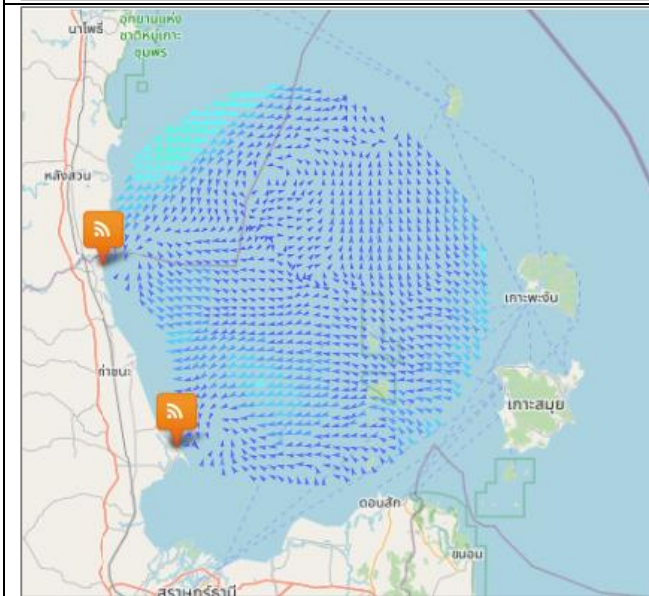 นาโพธิ์
อุทยานแห่ง
ชาติหมู่เกาะ
ชุมพร
หลังสวน
เกาะพะงัน
ท่าชนะ
เกาะสมุย
ดอนสัก
ขนอม
สุราษฎร์ธานี